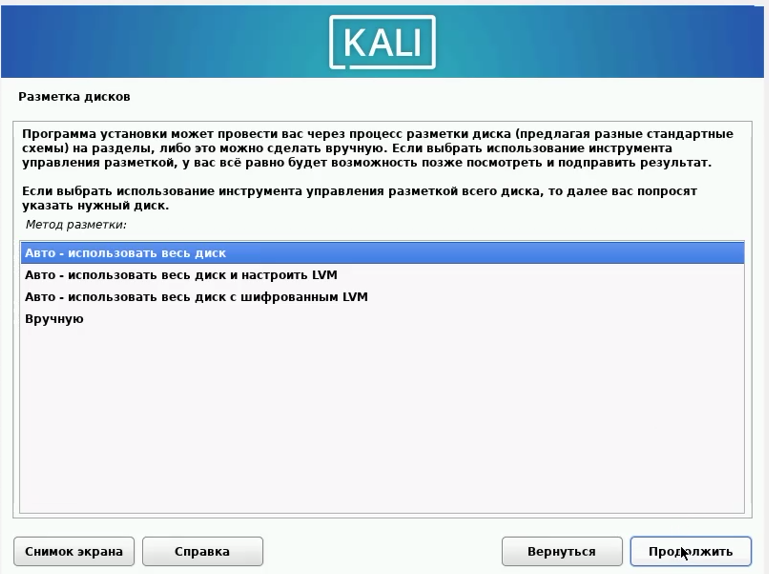 KALI
Разметка дисков
Программа установки может провести вас через процесс разметки диска (предлагая разные стандартные
схемы) на разделы, либо это можно сделать вручную. Если выбрать использование инструмента
управления разметкой, у вас всё равно будет возможность позже посмотреть и подправить результат.
Если выбрать использование инструмента управления разметкой всего диска, то далее вас попросят
указать нужный диск.
Метод разметки:
Авто - использовать весь диск
Авто - использовать весь диск и настроить LVM
Авто - использовать весь диск с шифрованным LVM
Вручную
Снимок экрана
Справка
Вернуться
Продолжить